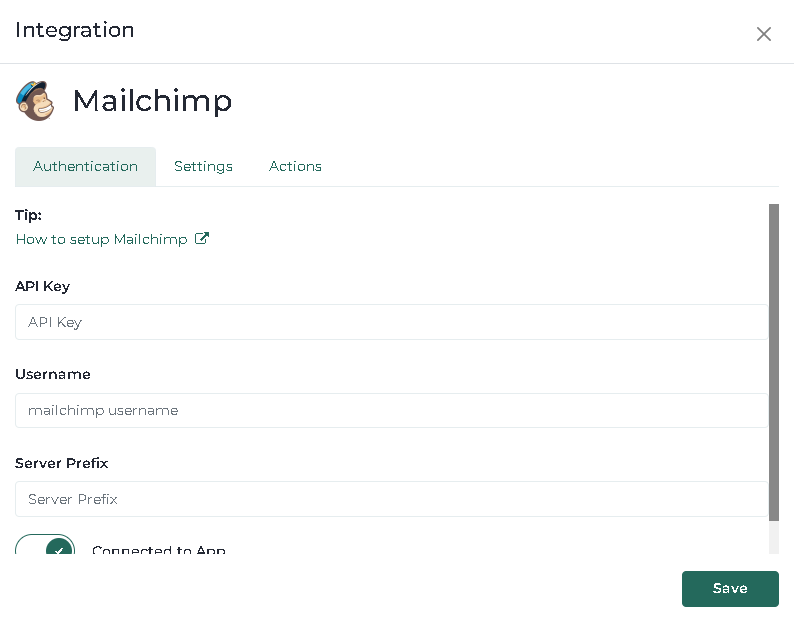 Integration
Mailchimp
Authentication Settings Actions
Tip:
How to setup Mailchimp
API Key
API Key
Username
mailchimp username
Server Prefix
Server Prefix
Connected to App
Save